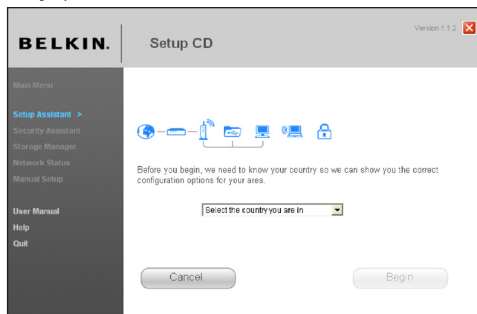 BELKIN.
Setup CD
Version 1.1.2
Main Menu
Setup Assistant >
Security Assistant
Storage Manager
Network Status
Manual Setup
User Manual
Help
Quit
Before you begin, we need to know your country so we can show you the correct
configuration options for your area.
Select the country you are in
Cancel
Begin